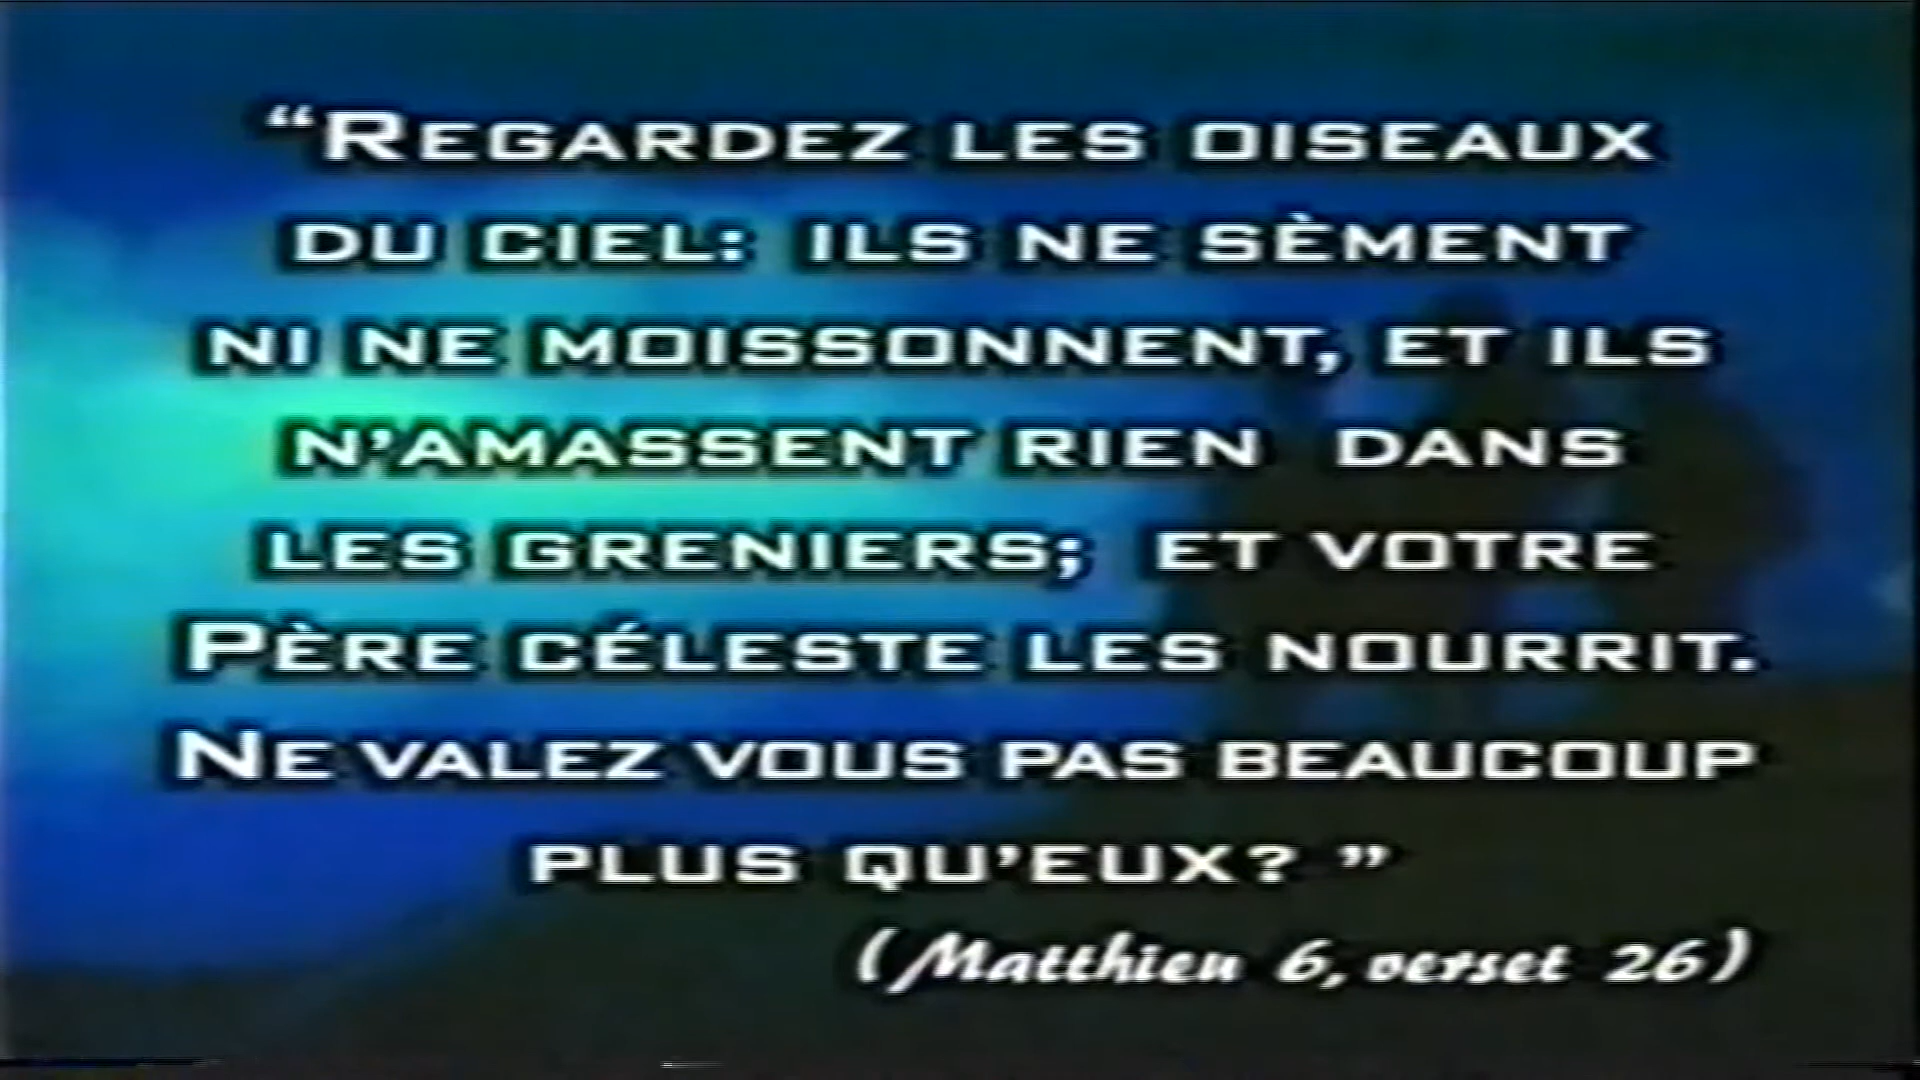 “REGARDEZ LES OISEAUX
DU CIEL: ILS NE SÈMENT
NI NE MOISSONNENT, ET ILS
N’AMASSENT RIEN DANS
LES GRENIERS; ET VOTRE
PÈRE CÉLESTE LES NOURRIT.
NE VALEZ VOUS PAS BEAUCOUP
PLUS QU’EUX? ”
(Matthieu 6, verset 26)